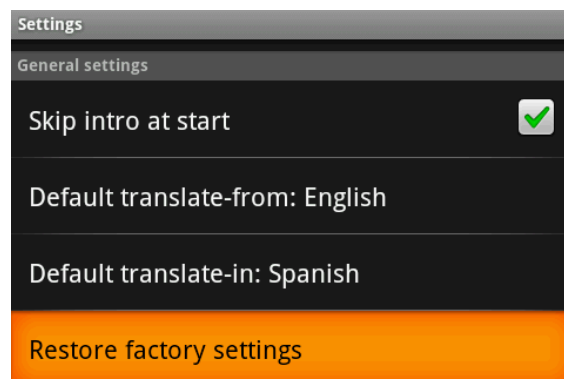 Settings
General settings
Skip intro at start
Default translate-from: English
Default translate-in: Spanish
Restore factory settings